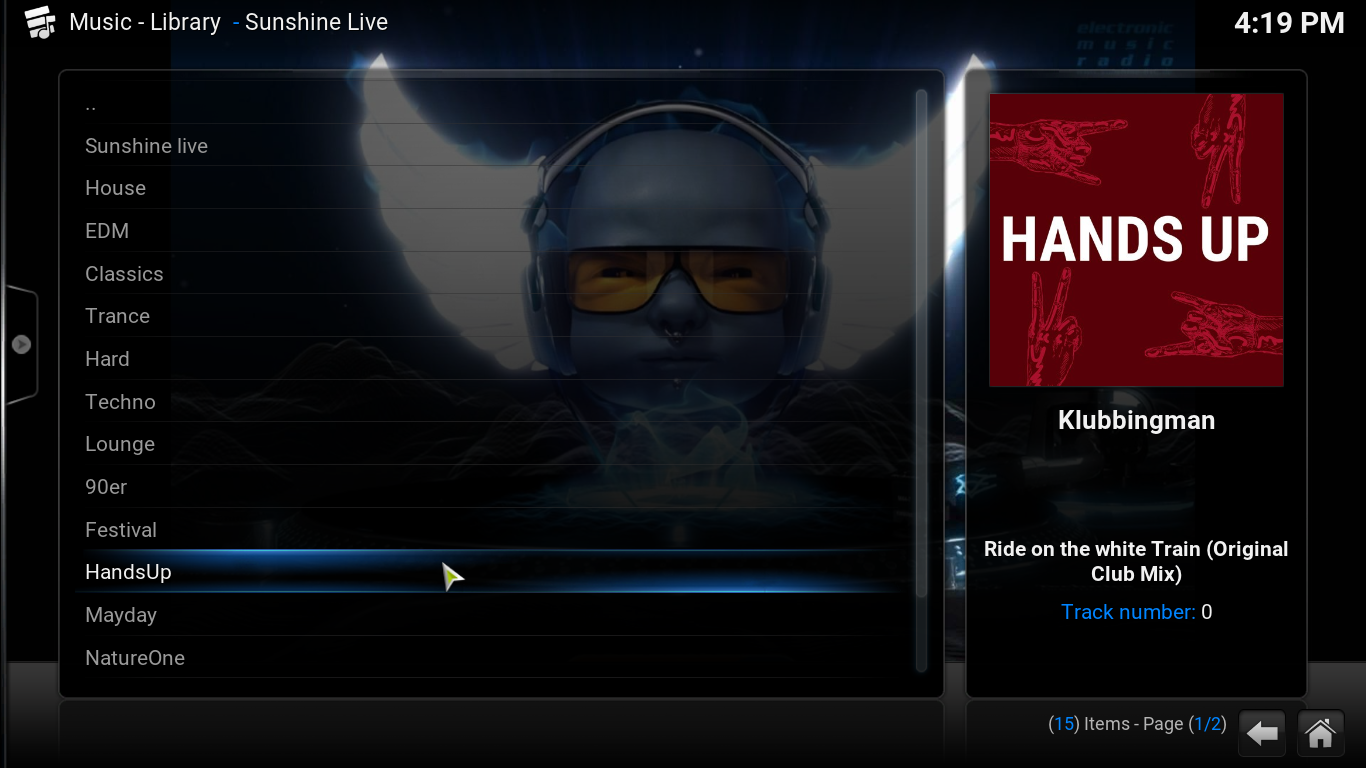 Music - Library - Sunshine Live
4:19 PM
electronic
music
radio
..
Sunshine live
House
EDM
Classics
Trance
Hard
Techno
Lounge
90er
Festival
HandsUp
Mayday
NatureOne
HANDS UP
Klubbingman
Ride on the white Train (Original
Club Mix)
Track number: 0
(15) Items - Page (1/2)